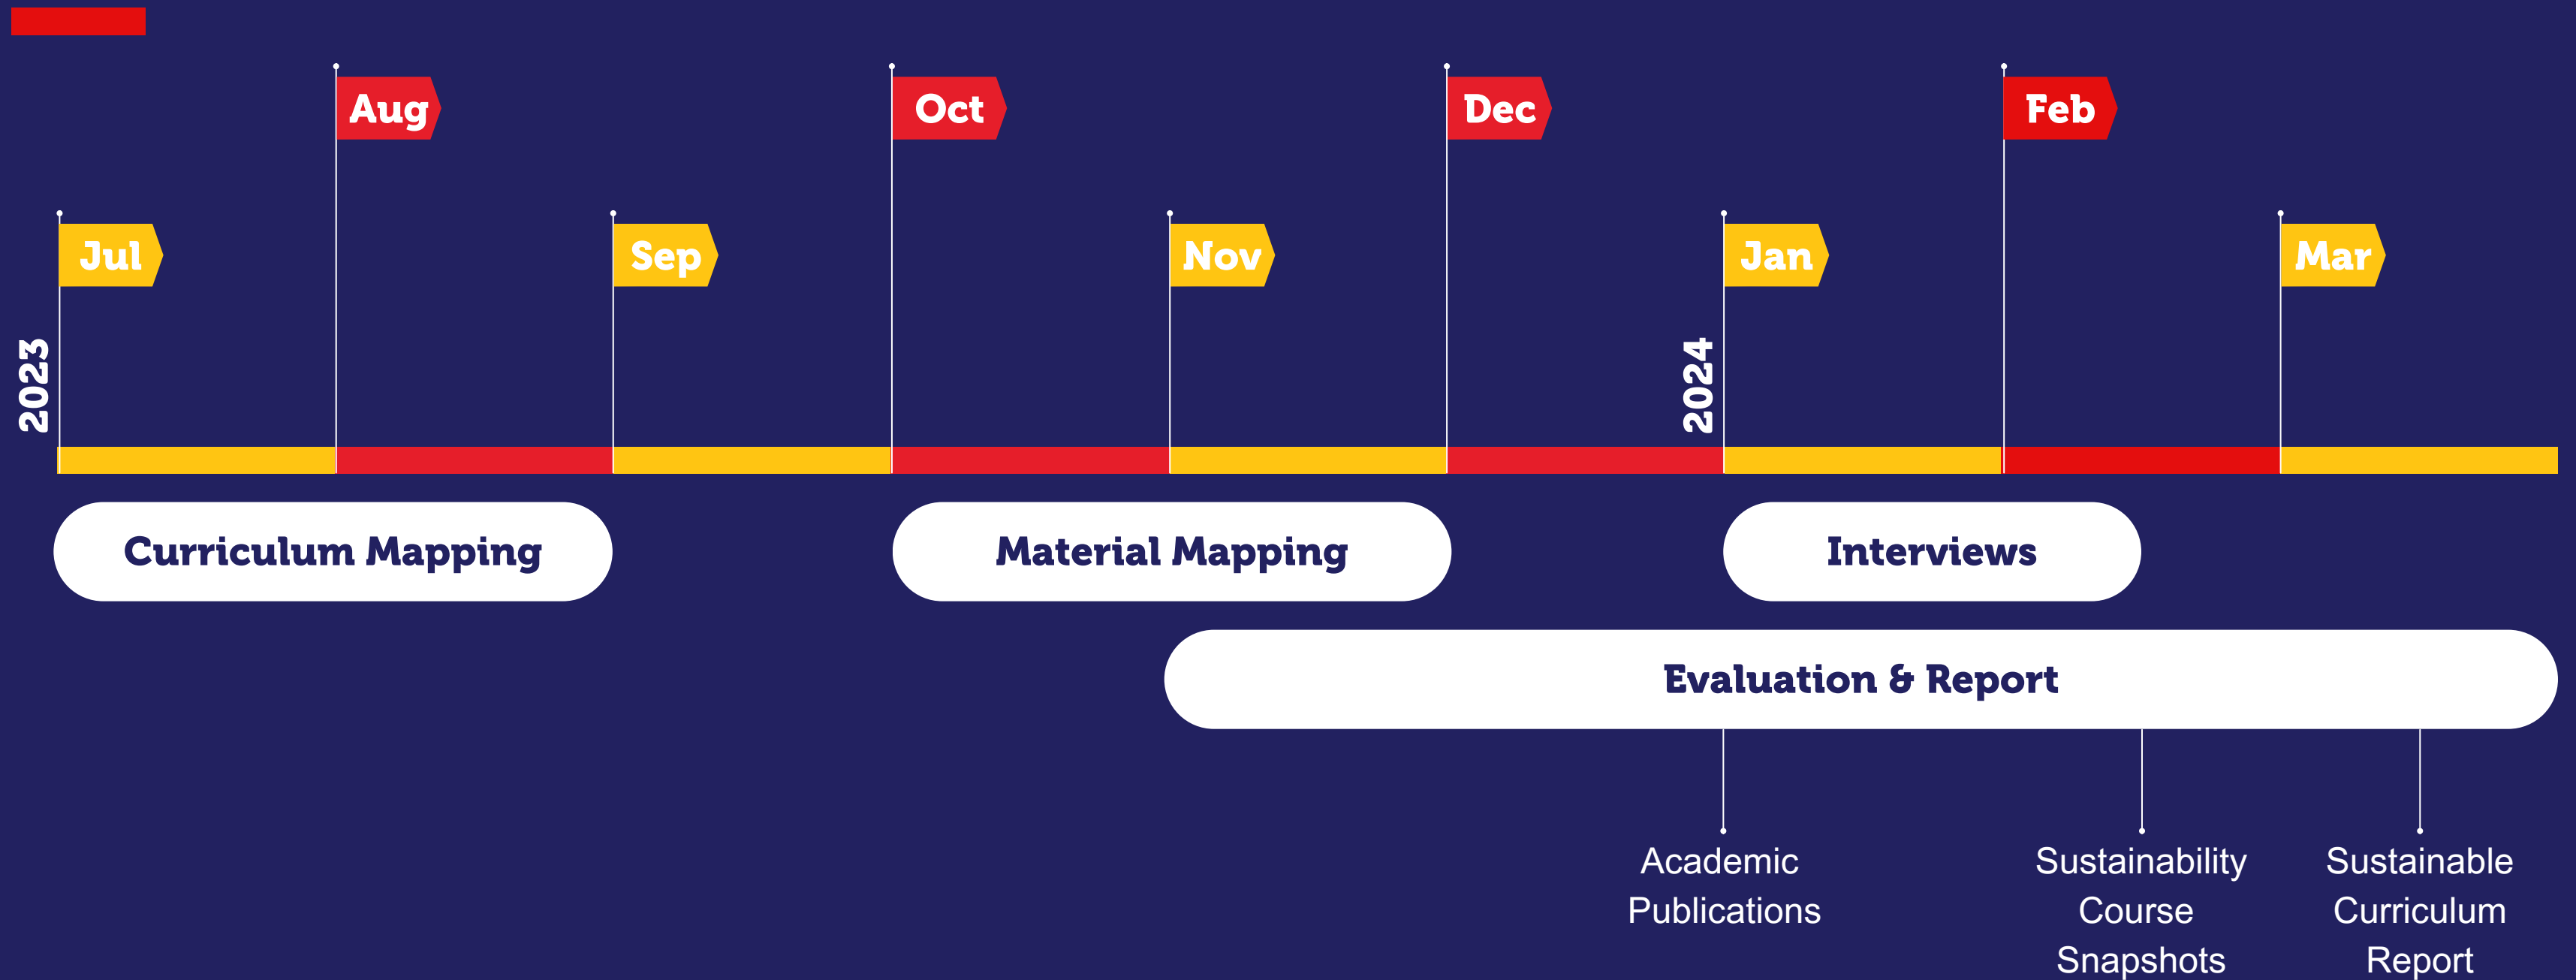 Aug
Oct
Dec
Feb
Jul
Sep
Nov
Jan
Mar
2023
2024
Curriculum Mapping
Material Mapping
Interviews
Evaluation & Report
Academic
Publications
Sustainability
Course
Snapshots
Sustainable
Curriculum
Report